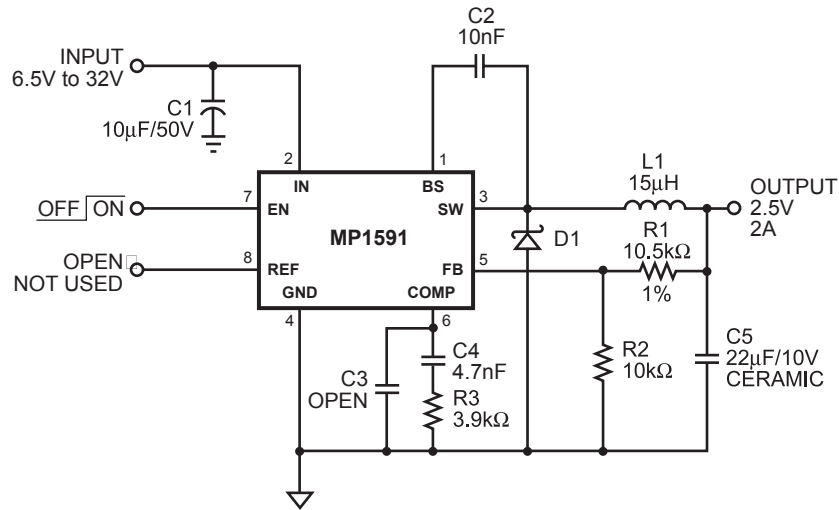 C2
10nF
INPUT
6.5V to 32V
C1
10µF/50V
2
1
IN
BS
L1
15µH
OUTPUT
2.5V
2A
7
EN
SW
3
OFF ON
MP1591
D1
R1
10.5kΩ
1%
OPEN
NOT USED
8
REF
FB
5
GND
COMP
4
6
C3
OPEN
C4
4.7nF
R3
3.9kΩ
R2
10kΩ
C5
22µF/10V
CERAMIC